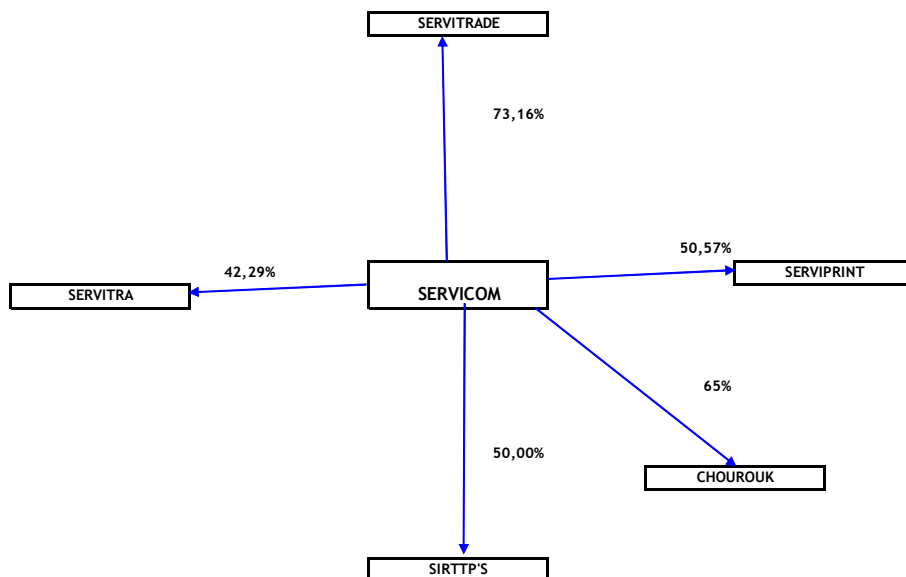 SERVITRADE
73,16%
50,57%
42,29%
SERVIPRINT
SERVICOM
SERVITRA
65%
50,00%
CHOUROUK
SIRTTP'S